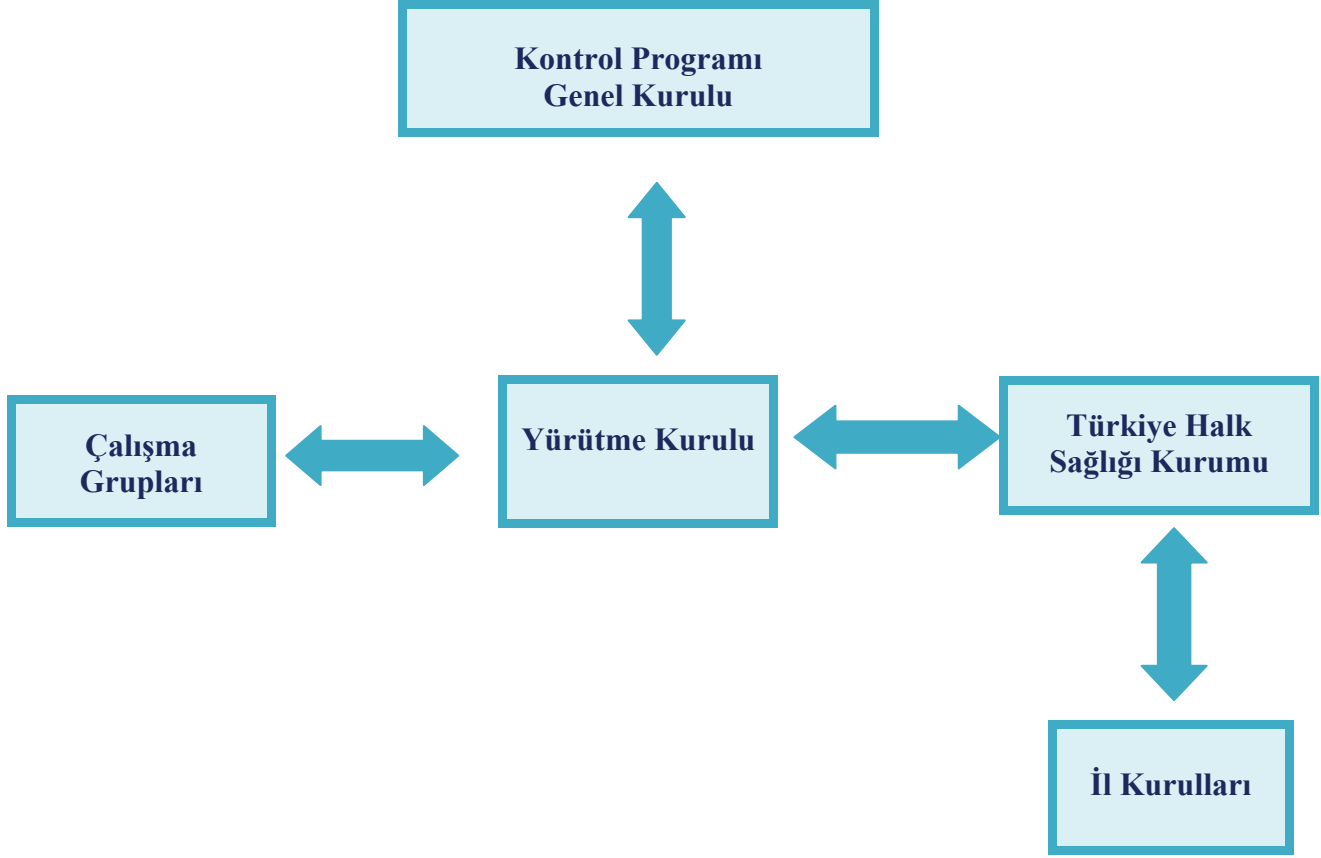 Kontrol Programı
Genel Kurulu
Çalışma
Grupları
Yürütme Kurulu
Türkiye Halk
Sağlığı Kurumu
İl Kurulları